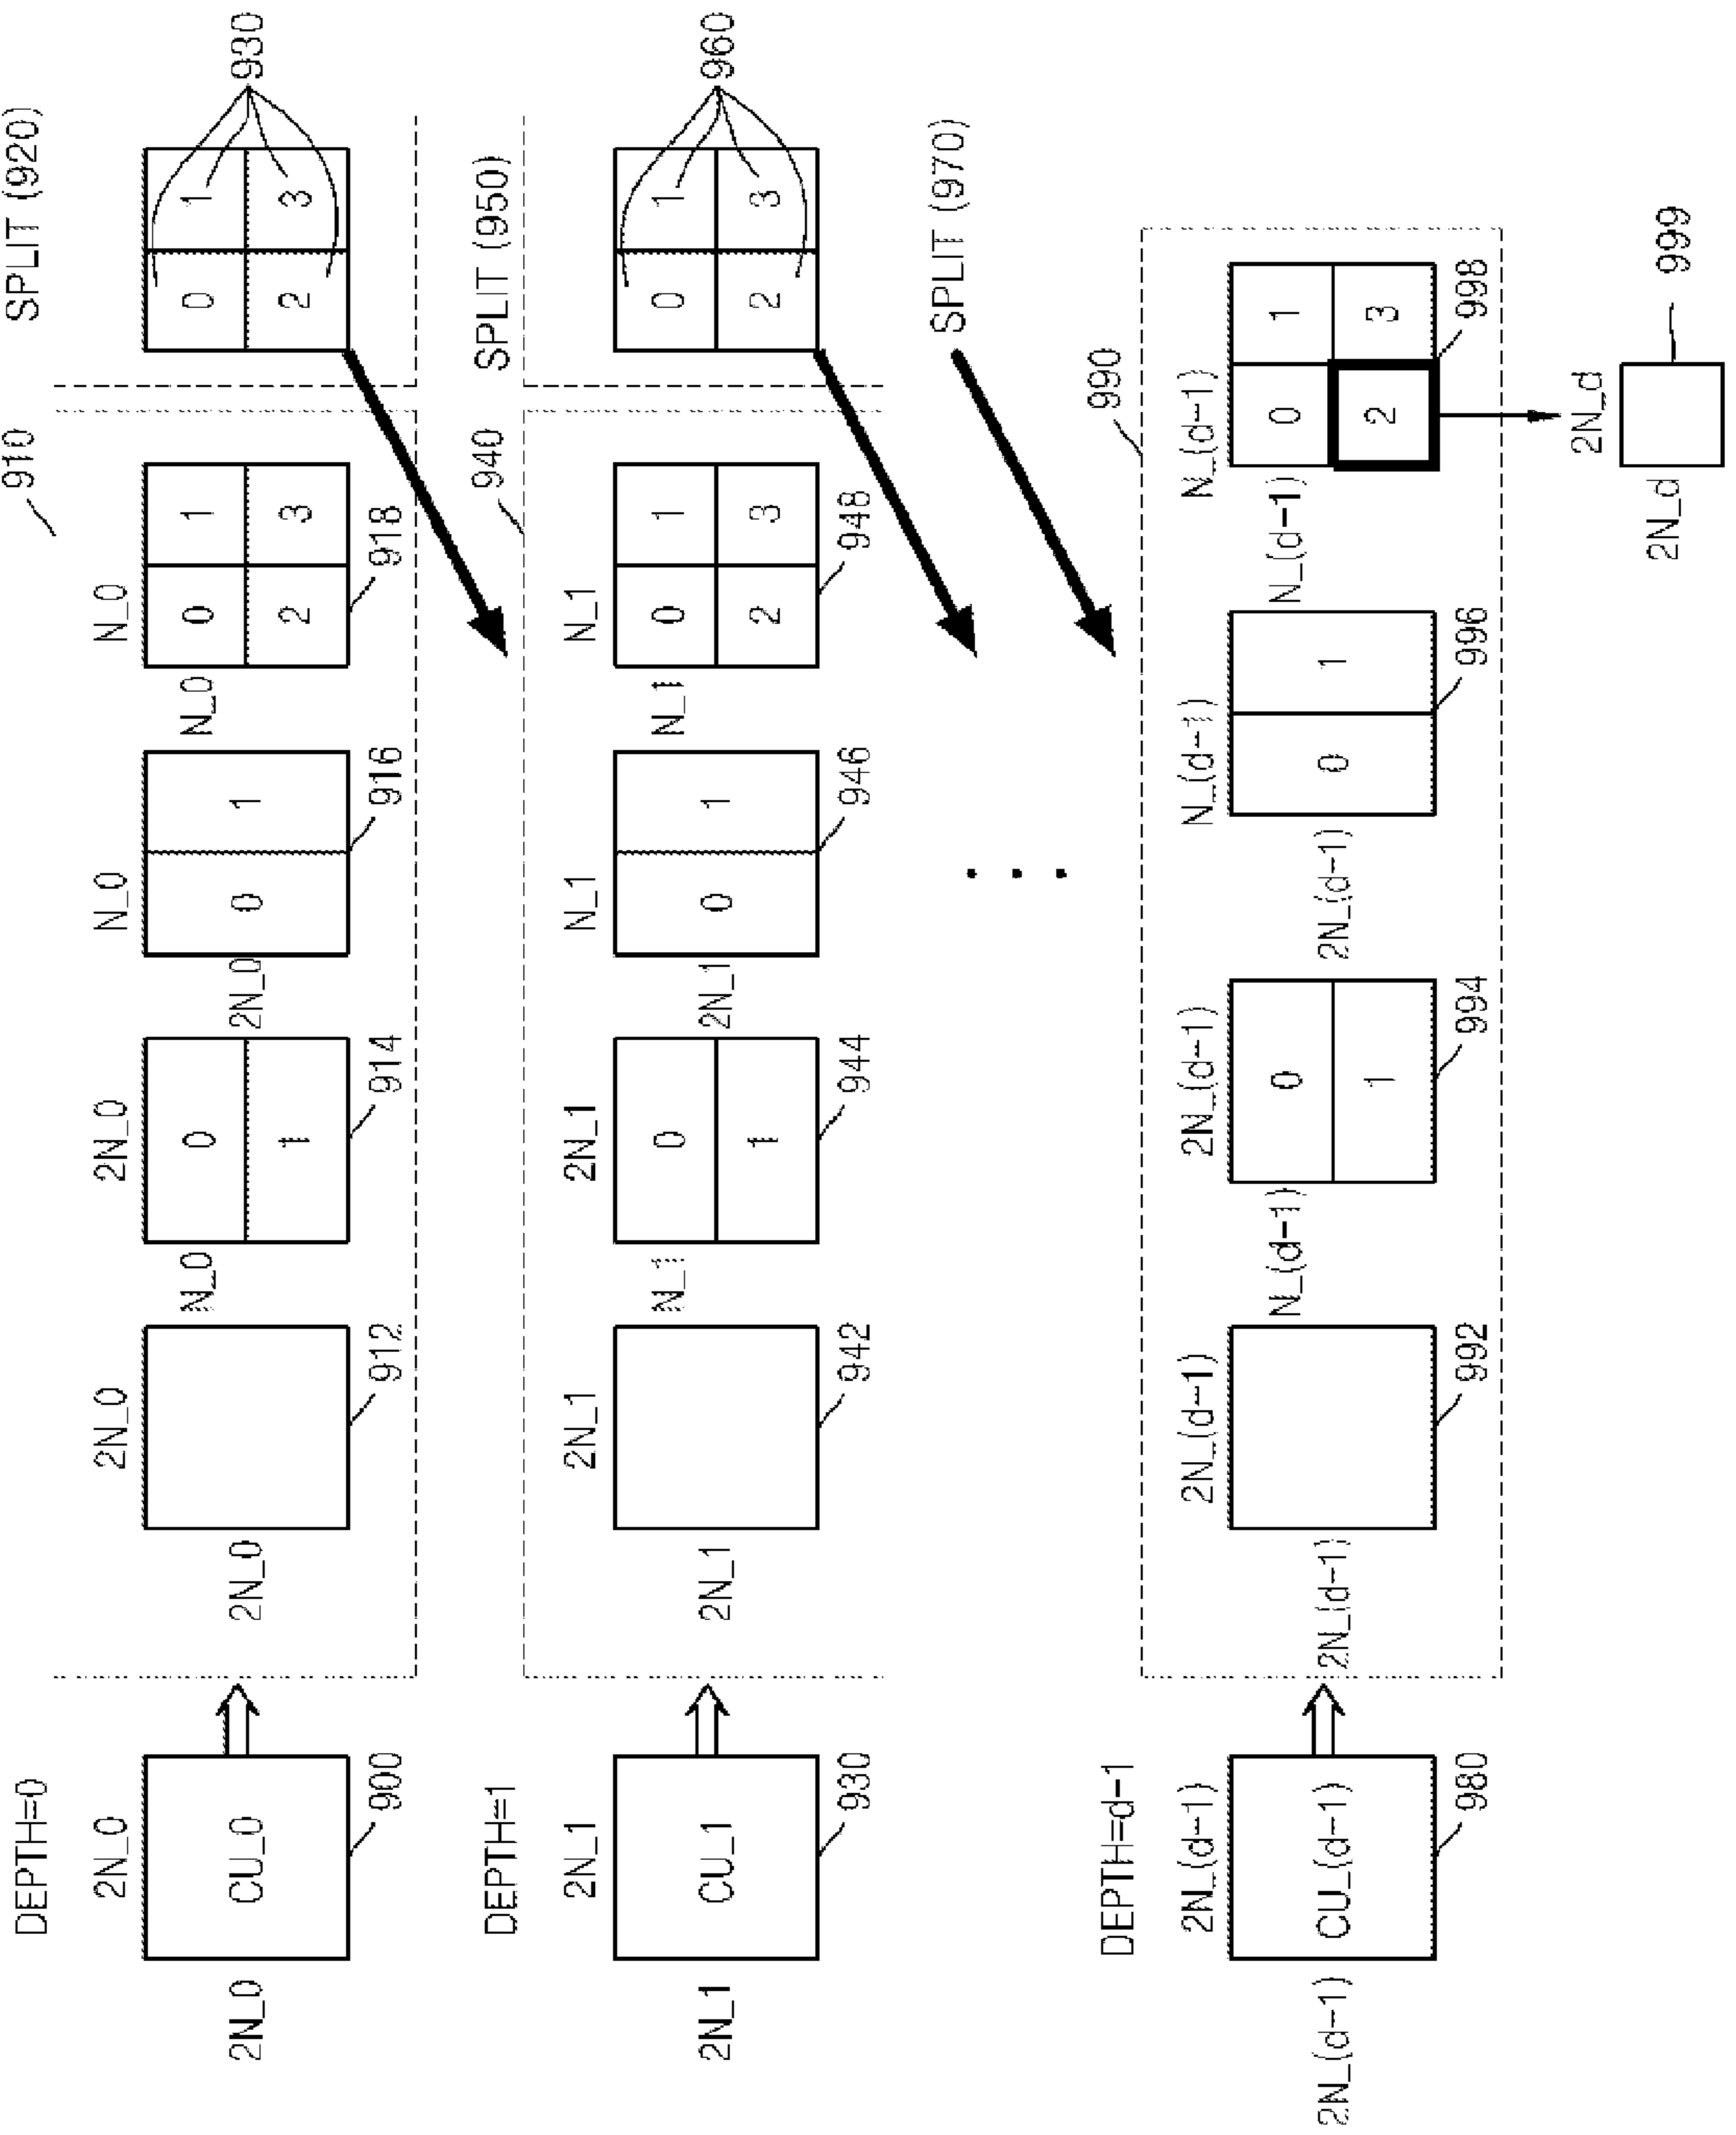 DEPTH=0
910
SPLIT (920)
2N_0
2N_0
2N_0
N_0
N_0
2N_0
CU_0
2N_0
N_0
0
1
2N_0
0
1
N_0
0
1
2
3
0
1
2
3
930
900
912
914
916
918
DEPTH=1
940
SPLIT (950)
2N_1
2N_1
2N_1
N_1
N_1
2N_1
CU_1
2N_1
N_1
0
1
2N_1
0
1
N_1
0
1
2
3
0
1
2
3
960
930
942
944
946
948
SPLIT (970)
DEPTH=d-1
990
2N_(d-1)
2N_(d-1)
2N_(d-1)
N_(d-1)
N_(d-1)
2N_(d-1)
CU_(d-1)
2N_(d-1)
N_(d-1)
0
1
2N_(d-1)
0
1
N_(d-1)
0
1
2
3
980
992
994
996
998
2N_d
2N_d
999